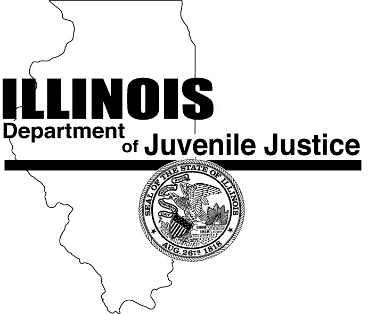 ILLINOIS
Department
of Juvenile Justice
SEAL OF THE STATE OF ILLINOIS
AUG. 26TH 1818